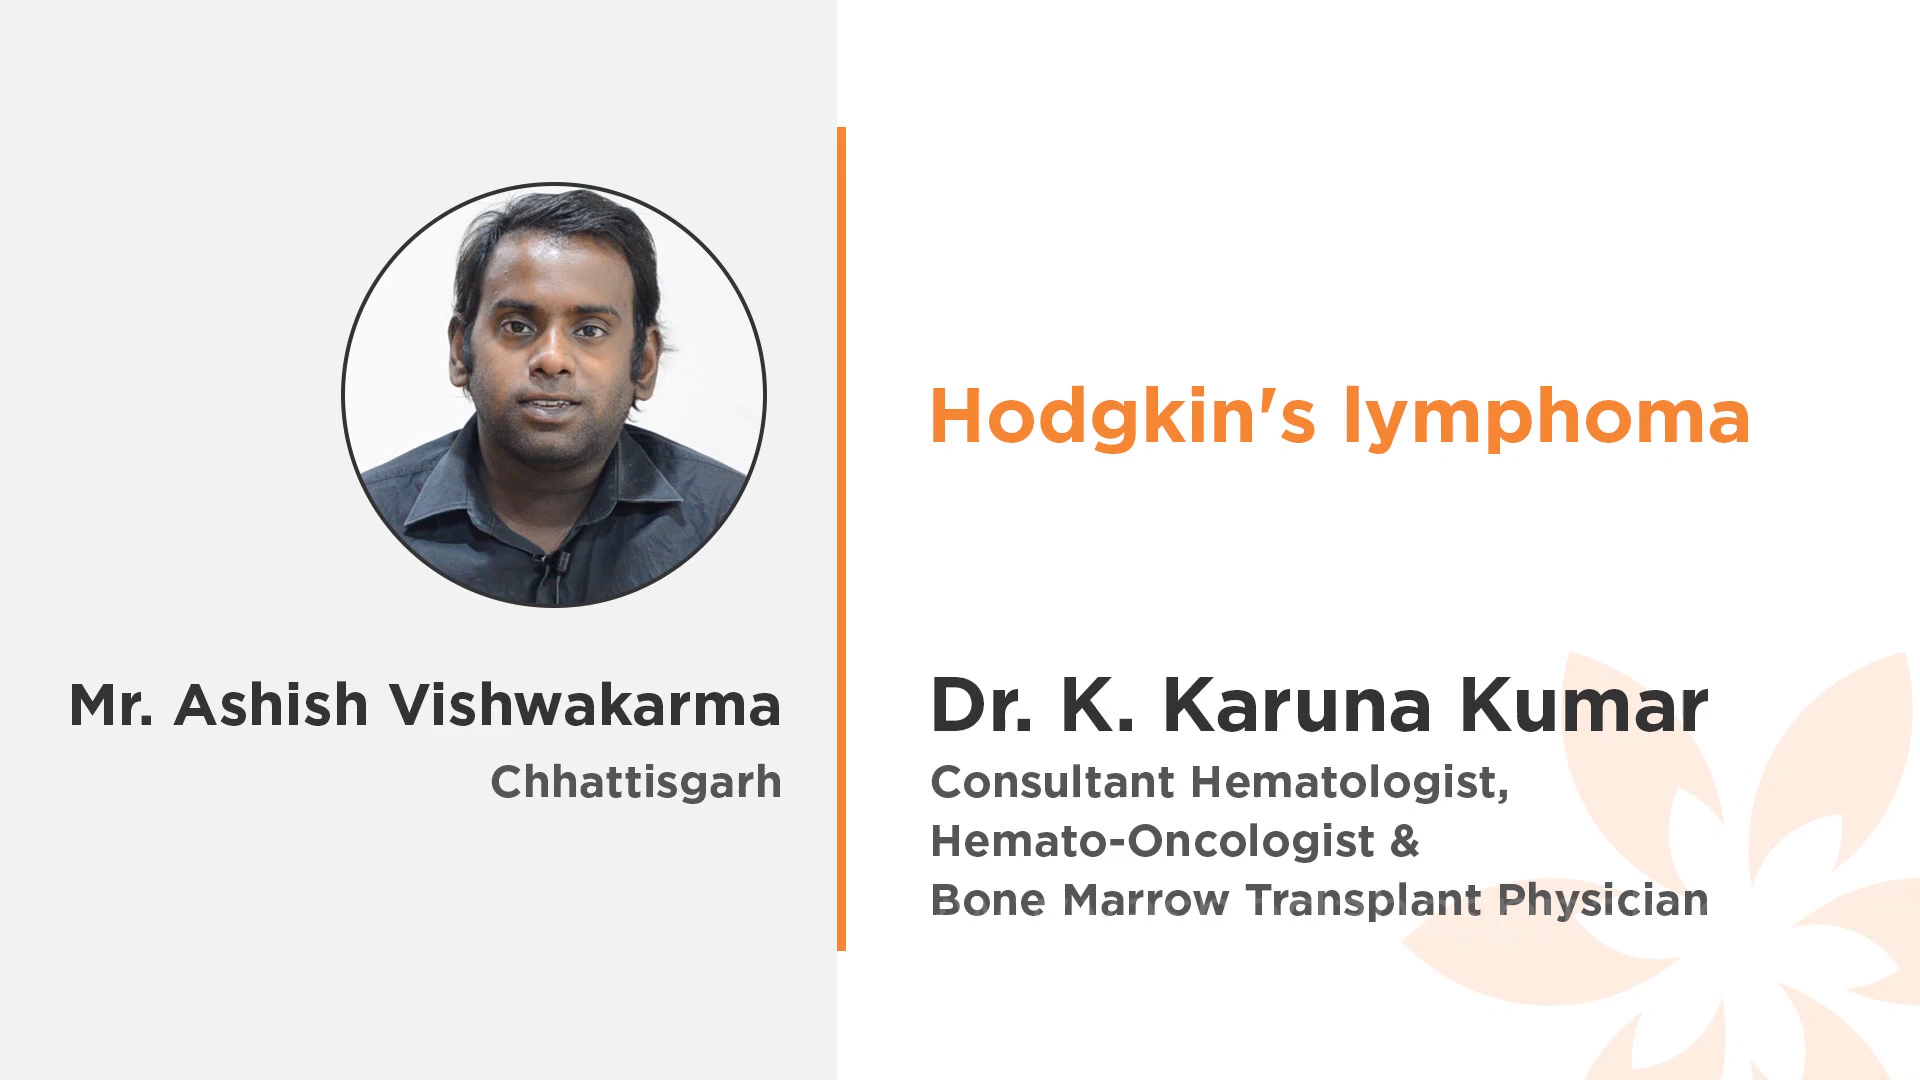 Mr. Ashish Vishwakarma
Chhattisgarh
Hodgkin's lymphoma
Dr. K. Karuna Kumar
Consultant Hematologist,
Hemato-Oncologist &
Bone Marrow Transplant Physician